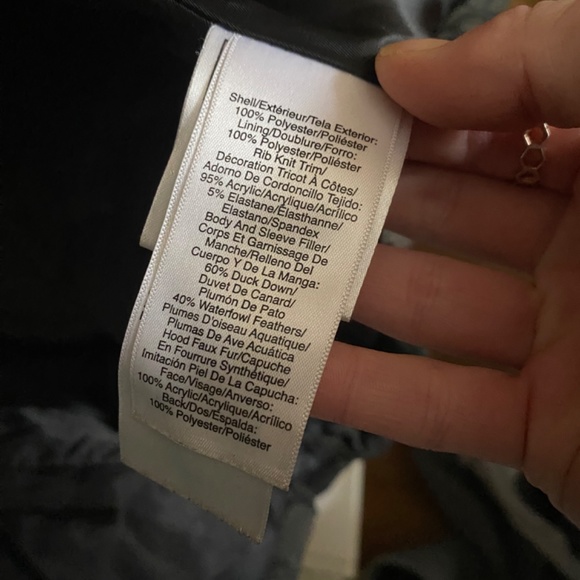 Shell/Extérieur/Tela Exterior:
100% Polyester/Poliéster
Lining/Doublure/Forro:
100% Polyester/Poliéster
Rib Knit Trim/
Décoration Tricot À Côtes/
Adorno De Cordoncillo Tejido:
95% Acrylic/Acrylique/Acrílico
5% Elastane/Élasthanne/
Elastano/Spandex
Body And Sleeve Filler/
Corps Et Garnissage De
Manche/Relleno Del
Cuerpo Y De La Manga:
60% Duck Down/
Duvet De Canard/
Plumón De Pato
40% Waterfowl Feathers/
Plumes D'oiseau Aquatique/
Plumas De Ave Acuática
Hood Faux Fur/Capuche
En Fourrure Synthétique/
Imitación Piel De La Capucha:
Face/Visage/Anverso:
100% Acrylic/Acrylique/Acrílico
Back/Dos/Espalda:
100% Polyester/Poliéster